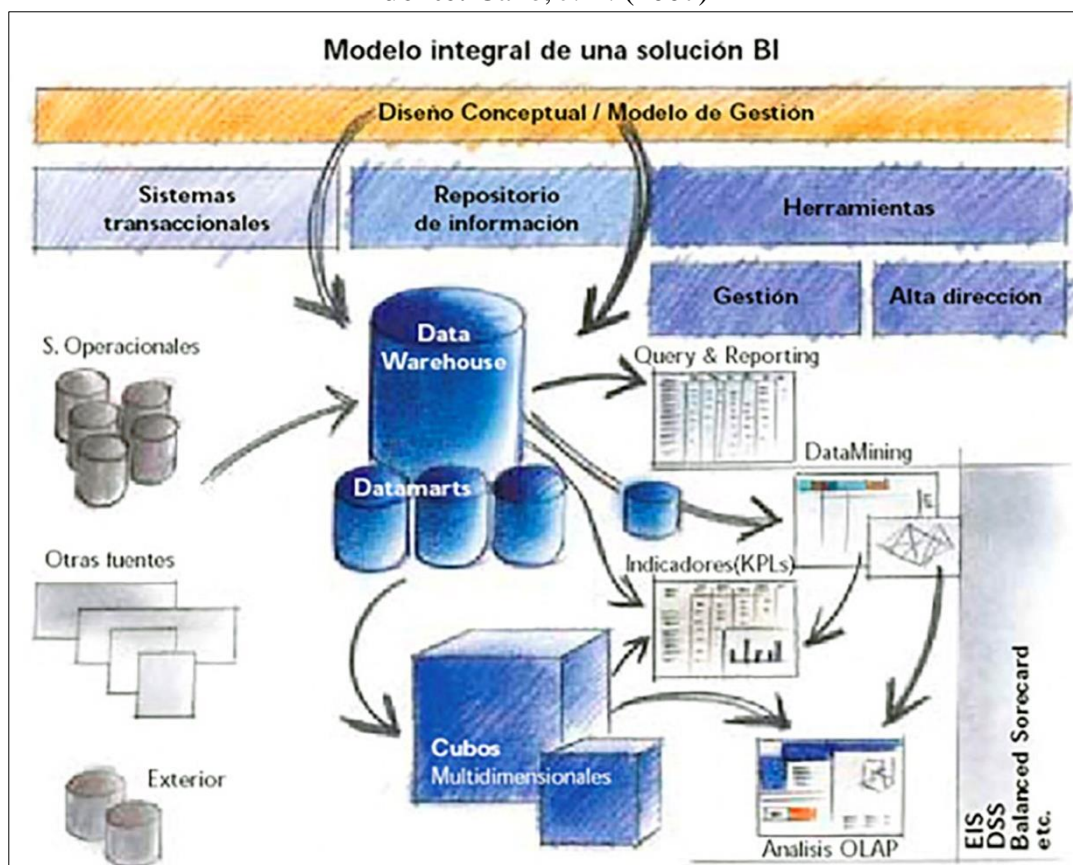 Modelo integral de una solución BI
Diseño Conceptual / Modelo de Gestión
Sistemas
transaccionales
Repositorio
de información
Herramientas
Gestión
Alta dirección
S. Operacionales
Data
Warehouse
Query & Reporting
DataMining
Datamarts
Otras fuentes
Indicadores(KPLs)
Cubos
Multidimensionales
Exterior
Analisis OLAP
EIS
DSS
Balanced Sorecard
etc.